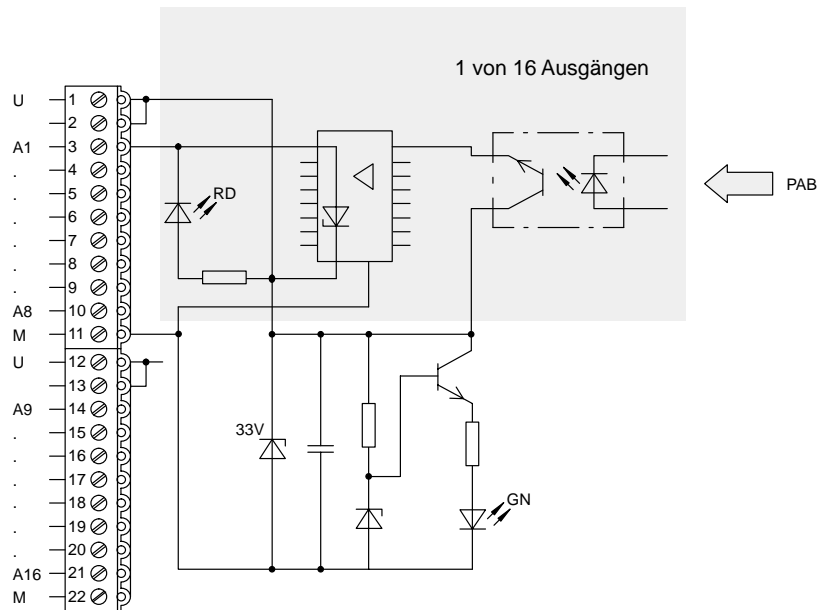 1 von 16 Ausgängen
U 1
2
A1 3
. 4
. 5
. 6
. 7
. 8
. 9
A8 10
M 11
U 12
13
A9 14
. 15
. 16
. 17
. 18
. 19
. 20
A16 21
M 22
RD
PAB
33V
GN